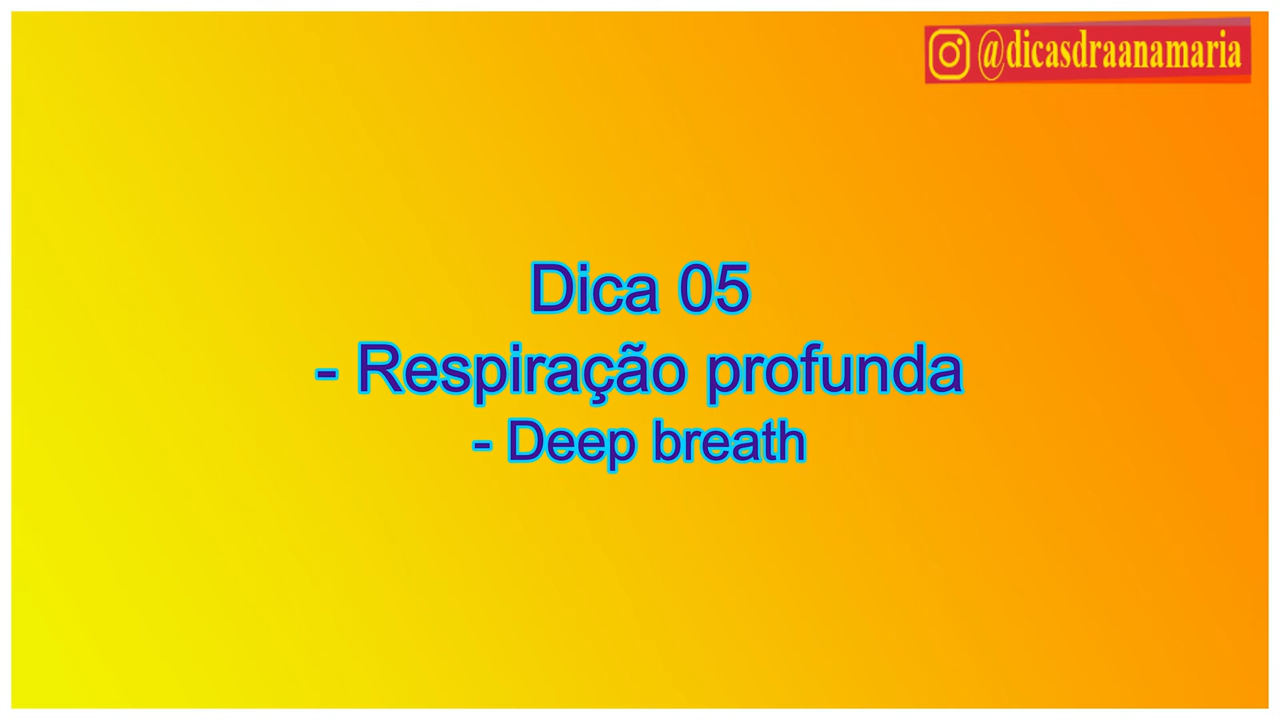 @dicasdraanamaria
Dica 05
- Respiração profunda
- Deep breath